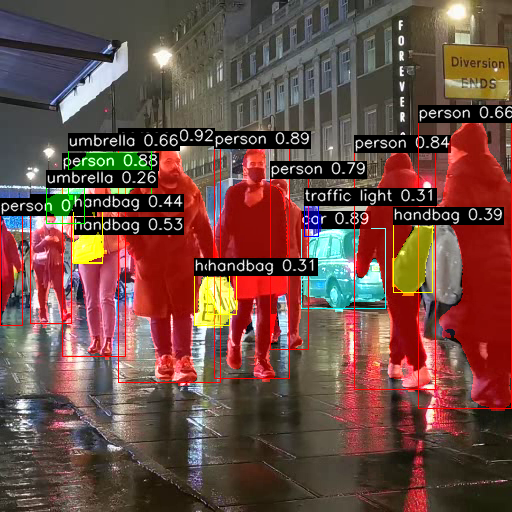 FOREVER
Diversion
ENDS
umbrella 0.66
0.92
person 0.89
person 0.84
person 0.66
person 0.88
umbrella 0.26
person 0.79
person 0
handbag 0.44
traffic light 0.31
handbag 0.53
car 0.89
handbag 0.39
h
handbag 0.31